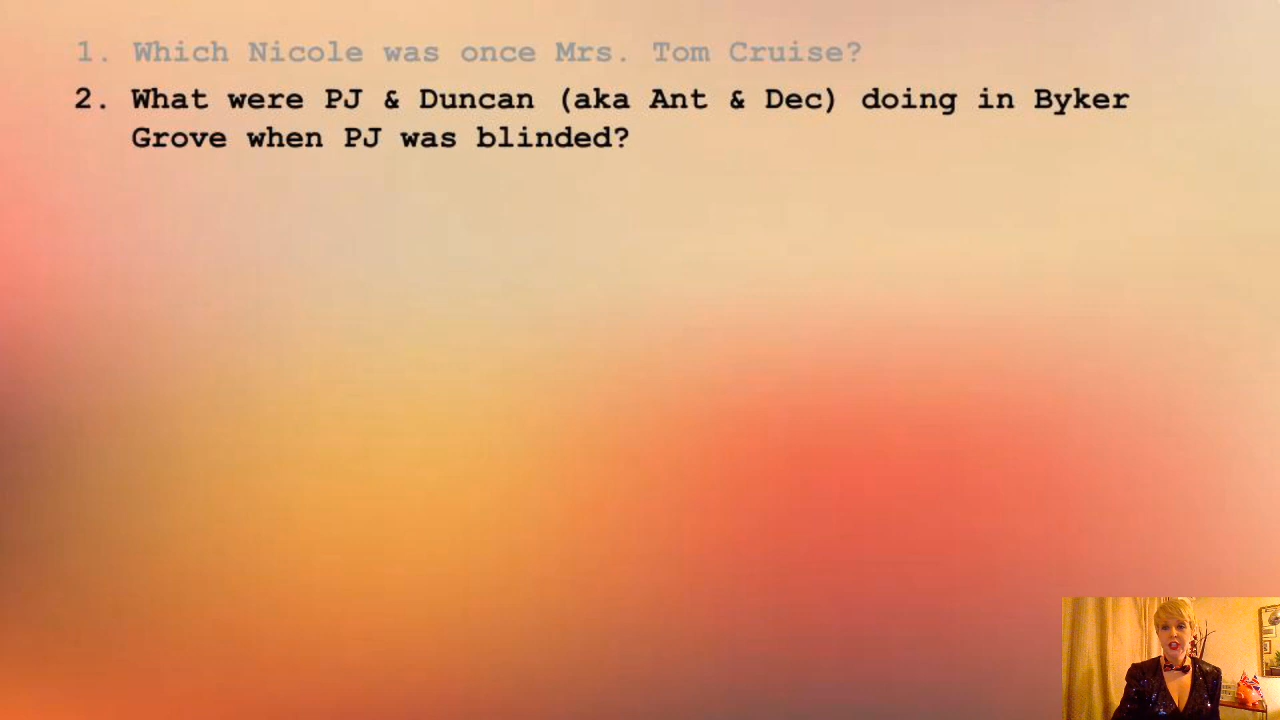 1. Which Nicole was once Mrs. Tom Cruise?
2. What were PJ & Duncan (aka Ant & Dec) doing in Byker
Grove when PJ was blinded?